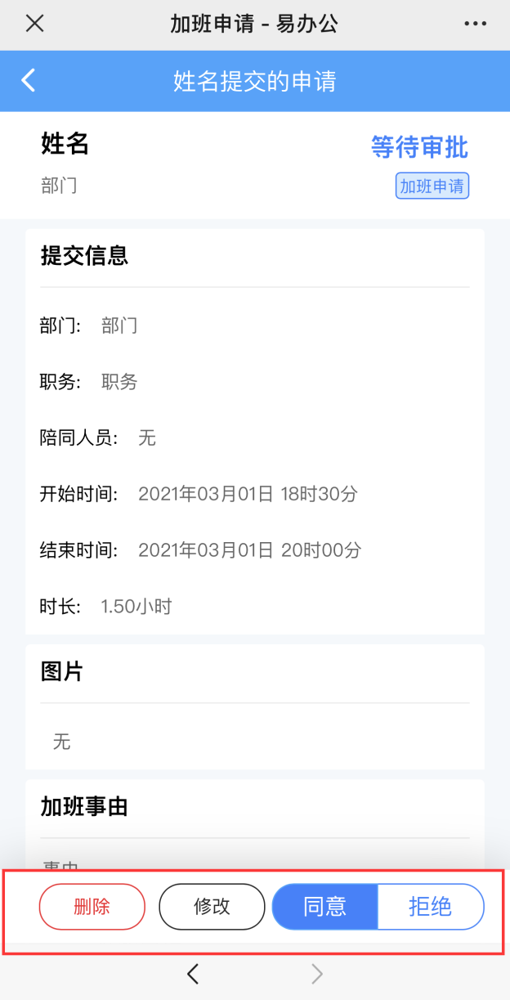 加班申请 - 易办公
姓名提交的申请
姓名
等待审批
部门
加班申请
提交信息
部门: 部门
职务: 职务
陪同人员: 无
开始时间: 2021年03月01日 18时30分
结束时间: 2021年03月01日 20时00分
时长: 1.50小时
图片
无
加班事由
事由
删除 修改 同意 拒绝